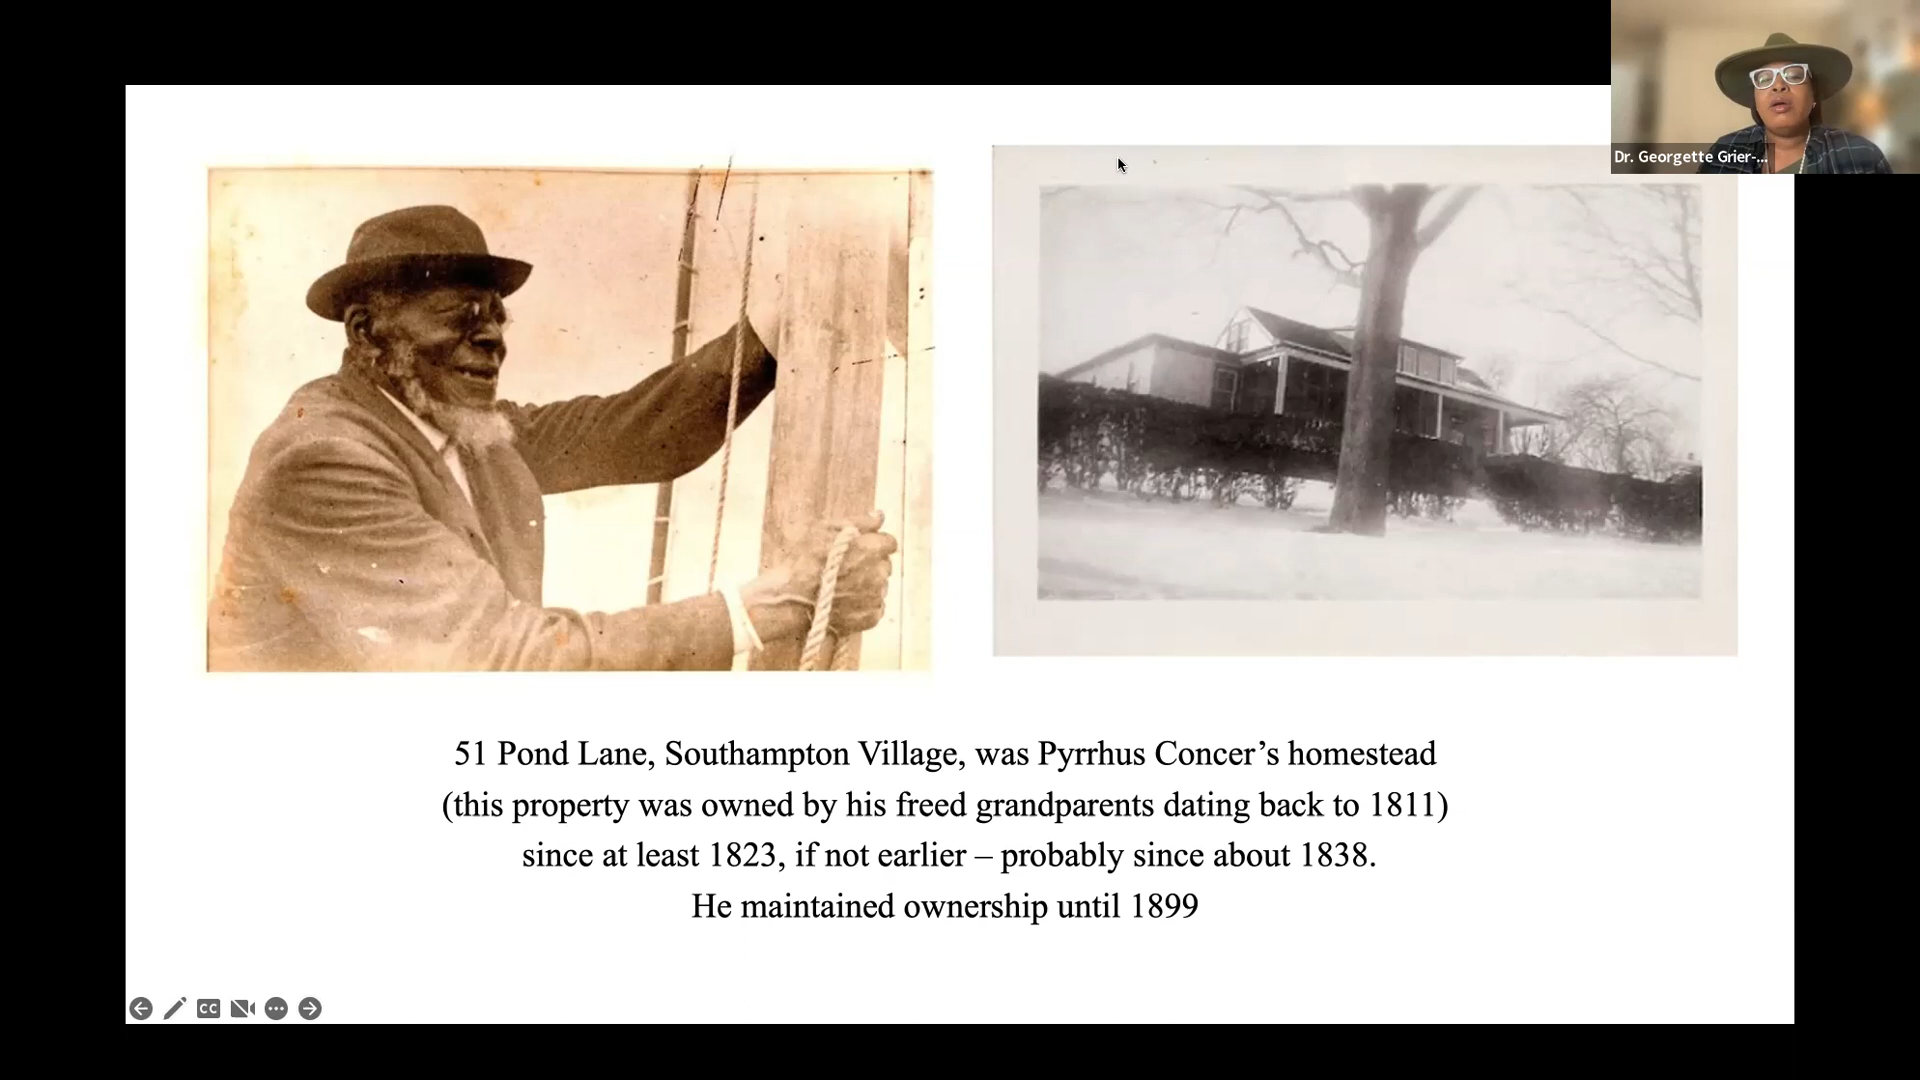 Dr. Georgette Grier-...
51 Pond Lane, Southampton Village, was Pyrrhus Concer’s homestead
(this property was owned by his freed grandparents dating back to 1811)
since at least 1823, if not earlier – probably since about 1838.
He maintained ownership until 1899
CC